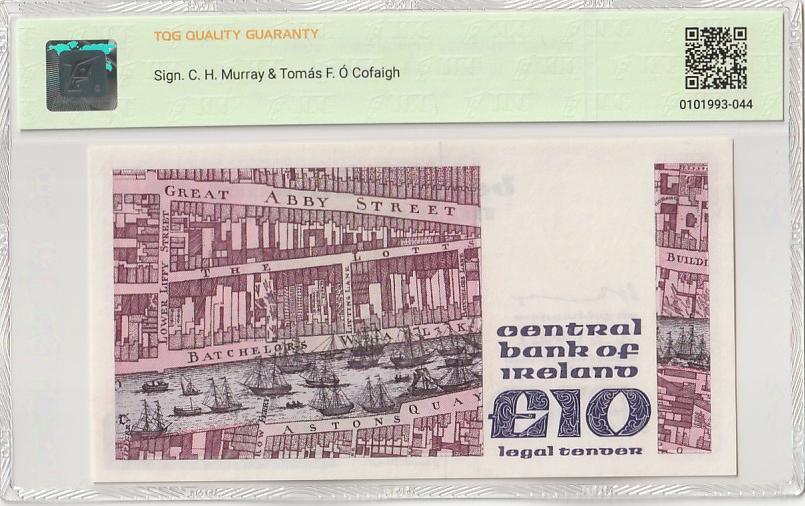 TQG QUALITY GUARANTY
Sign. C. H. Murray & Tomás F. Ó Cofaigh
0101993-044
GREAT ABBY STREET
LOWER LIFFY STREET
THE LOTTS
BUILDI
BATCHELORS WALK
ASTONS QUAY
central
bank of
ireland
£10
legal tender